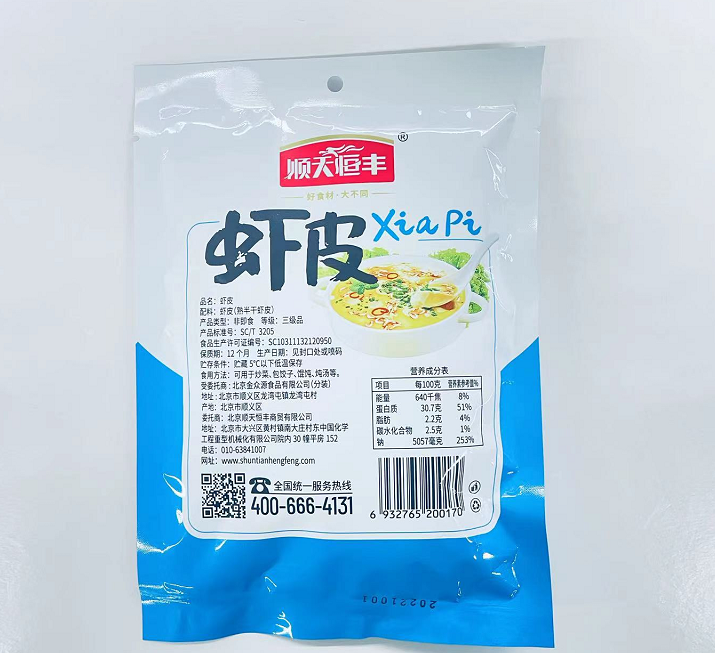 顺天恒丰®
好食材·大不同
虾皮 Xia Pi
品名：虾皮
配料：虾皮(熟半干虾皮)
产品类型：非即食 等级：三级品
产品标准号：SC/T 3205
食品生产许可证编号：SC10311132120950
保质期：12个月 生产日期：见封口处或喷码
贮存条件：贮藏5℃以下低温保存
食用方法：可用于炒菜、包饺子、馄饨、炖汤等。
受委托商：北京金众源食品有限公司(分装)
地址：北京市顺义区龙湾屯镇龙湾屯村
产地：北京市顺义区
委托商：北京顺天恒丰商贸有限公司
地址：北京市大兴区黄村镇南大庄村东中国化学
工程重型机械化有限公司院内30幢平房152
电话：010-63841007
网址：www.shuntianhengfeng.com
全国统一服务热线
400-666-4131
营养成分表
项目 每100克 营养素参考值%
能量 640千焦 8%
蛋白质 30.7克 51%
脂肪 2.2克 4%
碳水化合物 2.5克 1%
钠 5057毫克 253%
6 932765 200170
20221001